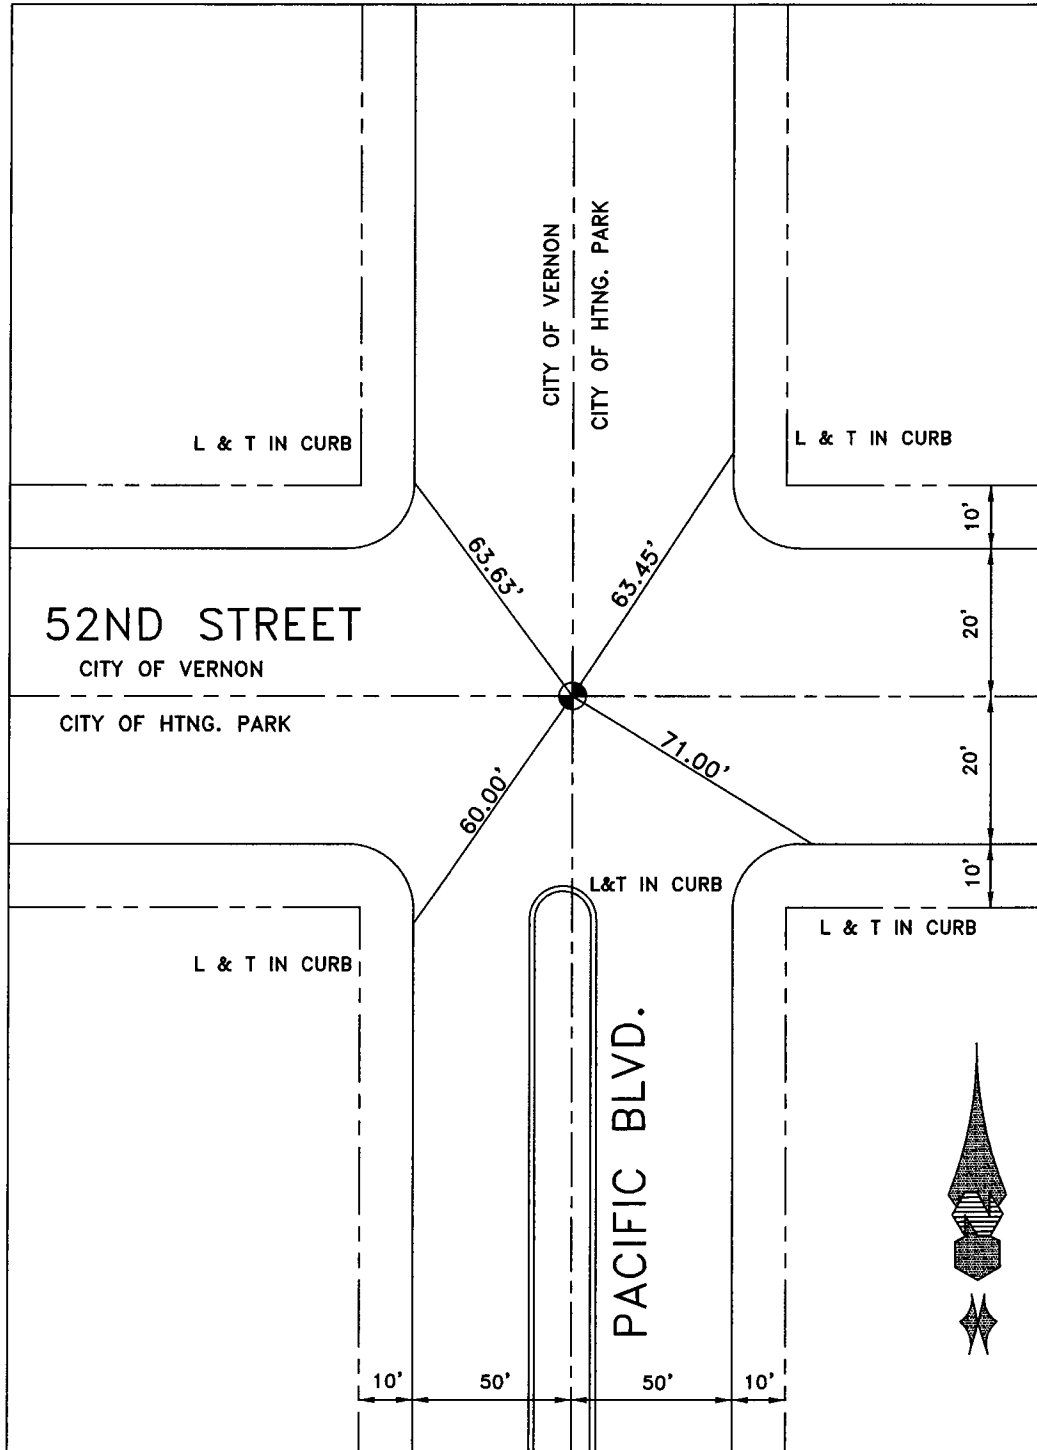 CITY OF VERNON
CITY OF HTNG. PARK
L & T IN CURB
L & T IN CURB
10'
63.63'
63.45'
52ND STREET
20'
CITY OF VERNON
CITY OF HTNG. PARK
71.00'
20'
60.00'
10'
L&T IN CURB
L & T IN CURB
L & T IN CURB
PACIFIC BLVD.
10'
50'
50'
10'